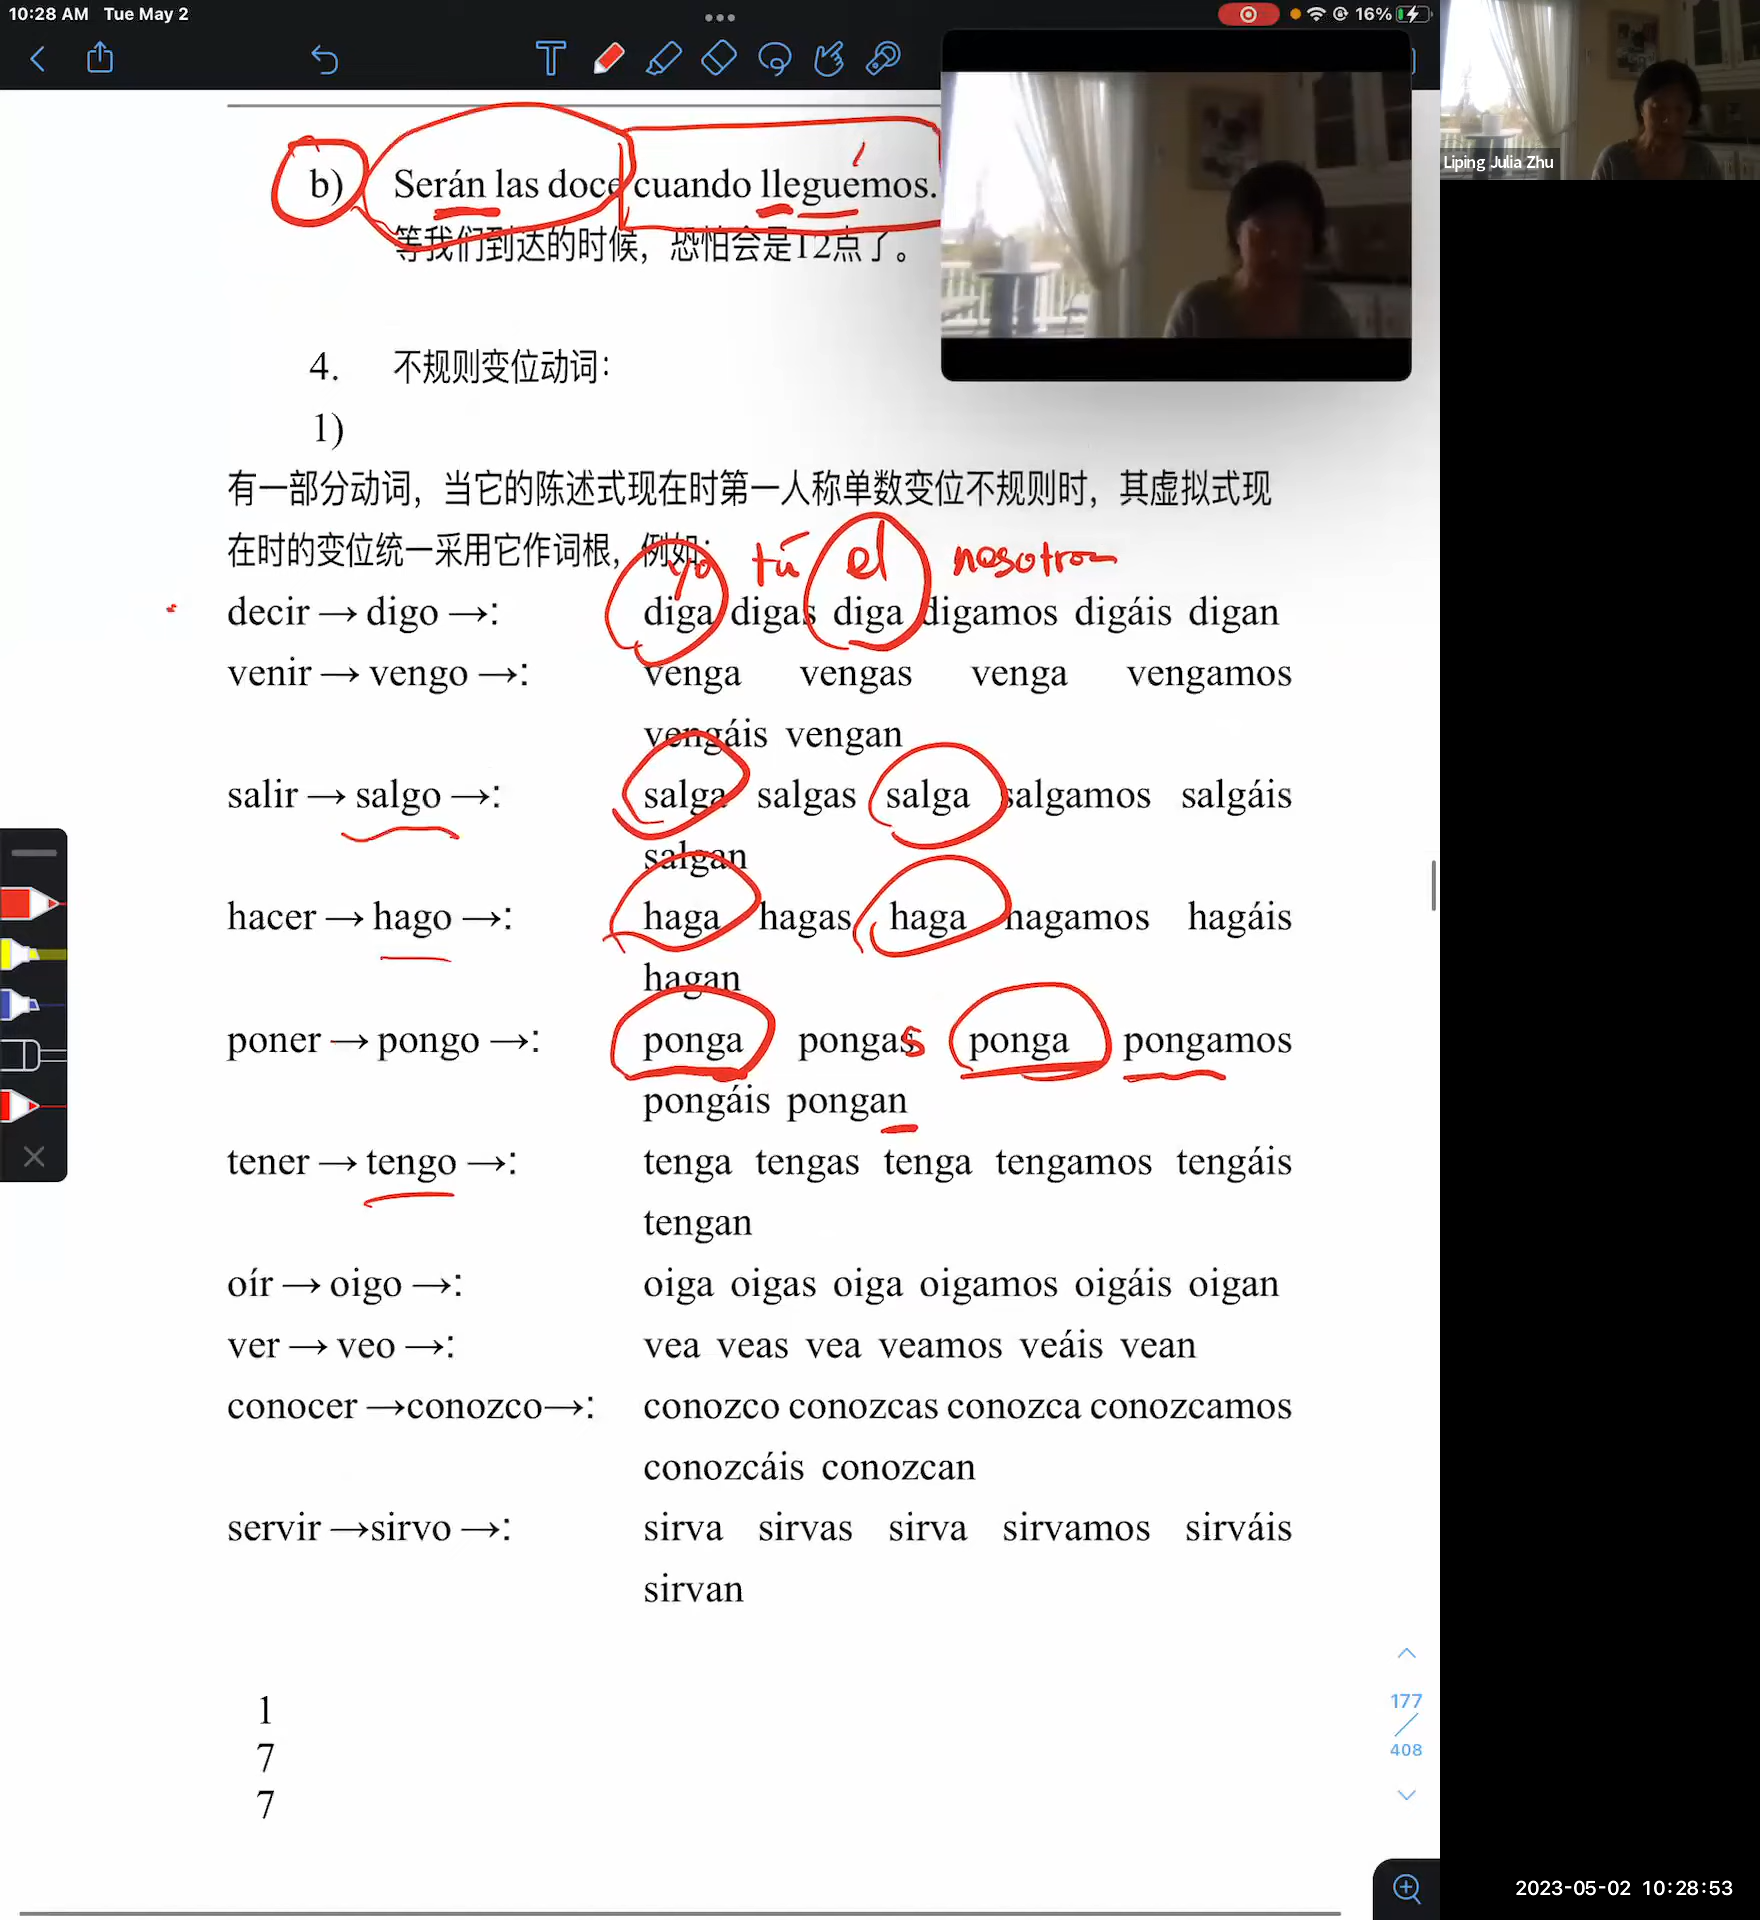 10:28 AM Tue May 2
16%
Liping Julia Zhu
b) Serán las doce cuando lleguemos.
等我们到达的时候，恐怕会是12点了。
4. 不规则变位动词：
1)
有一部分动词，当它的陈述式现在时第一人称单数变位不规则时，其虚拟式现
在时的变位统一采用它作词根，例如：
yo tú el nosotros
decir → digo →: diga digas diga digamos digáis digan
venir → vengo →: venga vengas venga vengamos
vengáis vengan
salir → salgo →: salga salgas salga salgamos salgáis
salgan
hacer → hago →: haga hagas haga hagamos hagáis
hagan
poner → pongo →: ponga pongas ponga pongamos
pongáis pongan
tener → tengo →: tenga tengas tenga tengamos tengáis
tengan
oír → oigo →: oiga oigas oiga oigamos oigáis oigan
ver → veo →: vea veas vea veamos veáis vean
conocer →conozco→: conozco conozcas conozca conozcamos
conozcáis conozcan
servir →sirvo →: sirva sirvas sirva sirvamos sirváis
sirvan
1
7
7
177
408
2023-05-02 10:28:53